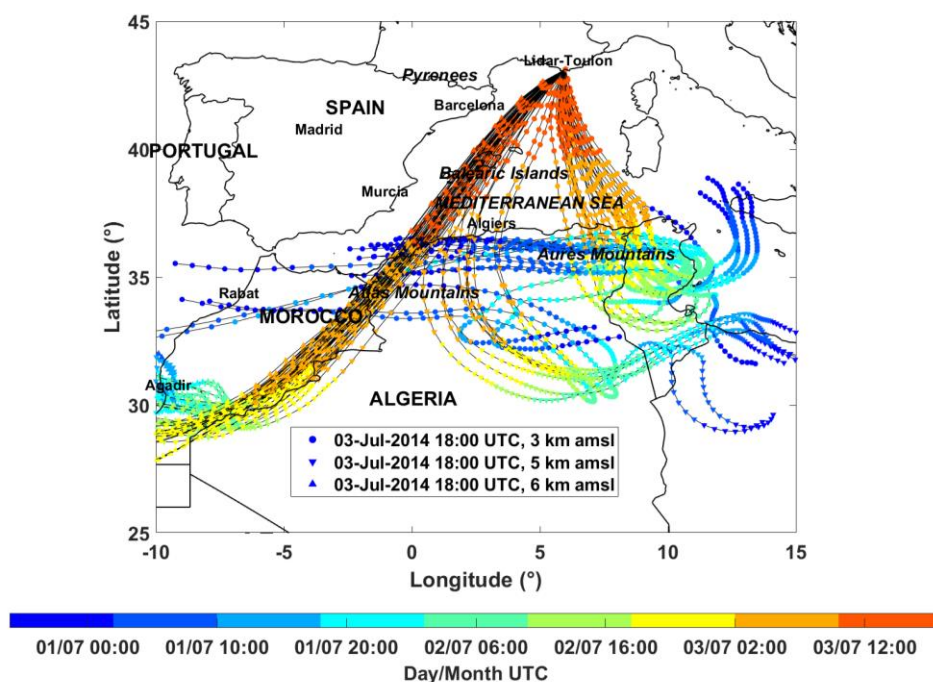 45
40
35
30
25
Latitude (°)
Lidar-Toulon
Pyrenees
SPAIN
Barcelona
Madrid
PORTUGAL
Balearic Islands
Murcia
MEDITERRANEAN SEA
Algiers
Aures Mountains
Rabat
Atlas Mountains
MOROCCO
Agadir
ALGERIA
03-Jul-2014 18:00 UTC, 3 km amsl
03-Jul-2014 18:00 UTC, 5 km amsl
03-Jul-2014 18:00 UTC, 6 km amsl
-10 -5 0 5 10 15
Longitude (°)
01/07 00:00 01/07 10:00 01/07 20:00 02/07 06:00 02/07 16:00 03/07 02:00 03/07 12:00
Day/Month UTC